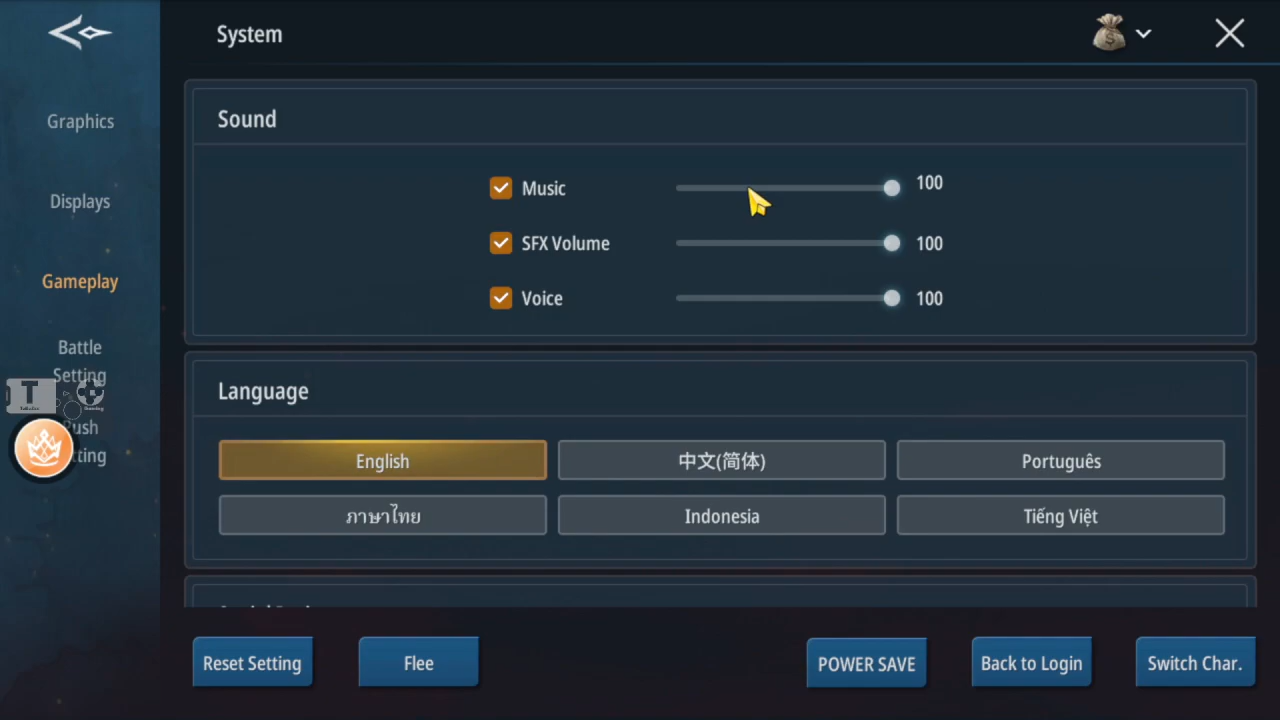 System
Graphics
Displays
Gameplay
Battle
Setting
Sound
Music
100
SFX Volume
100
Voice
100
Language
English
中文(简体)
Português
ภาษาไทย
Indonesia
Tiếng Việt
T
Reset Setting
Flee
POWER SAVE
Back to Login
Switch Char.